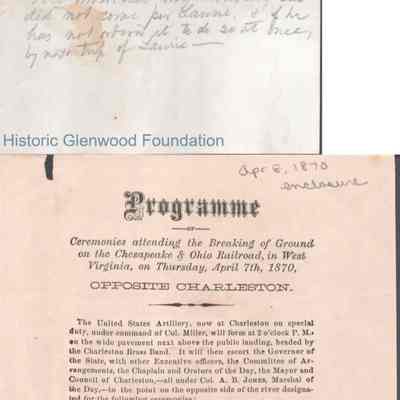 did not come per Laurie, & if he
has not sworn it to do so at once,
by next trip of Laurie —
Historic Glenwood Foundation
Apr 8, 1870
enclosure
Programme
—OF—
Ceremonies attending the Breaking of Ground
on the Chesapeake & Ohio Railroad, in West
Virginia, on Thursday, April 7th, 1870,
OPPOSITE CHARLESTON.
The United States Artillery, now at Charleston on special
duty, under command of Col. Miller, will form at 2 o'clock P. M.
on the wide pavement next above the public landing, headed by
the Charleston Brass Band. It will then escort the Governor of
the State, with other Executive officers, the Committee of Ar-
rangements, the Chaplain and Orators of the Day, the Mayor and
Council of Charleston,—all under Col. A. B. JONES, Marshal of
the Day,—to the point on the opposite side of the river designa-
ted for the following ceremonies: